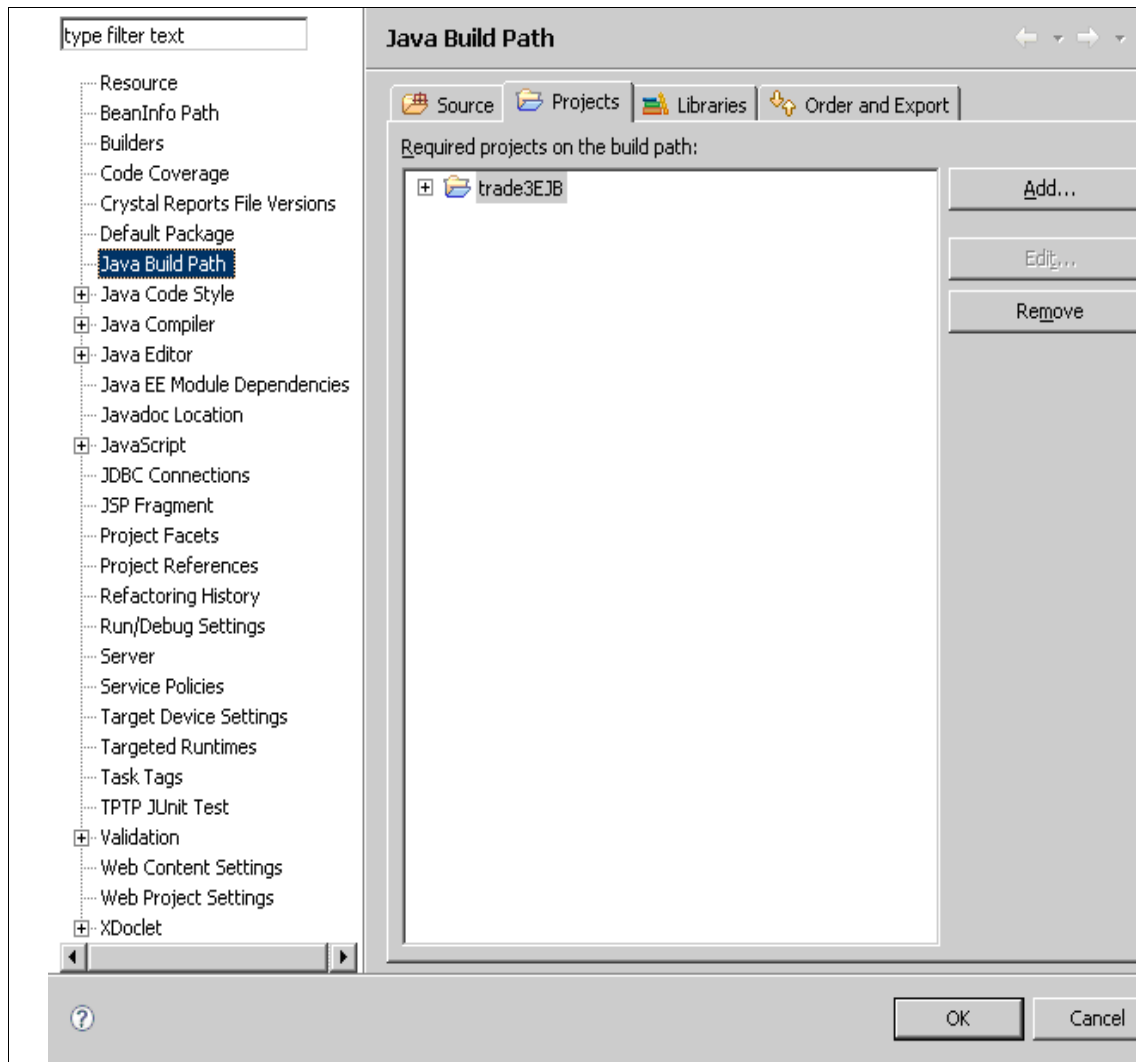 type filter text
Resource
BeanInfo Path
Builders
Code Coverage
Crystal Reports File Versions
Default Package
Java Build Path
Java Code Style
Java Compiler
Java Editor
Java EE Module Dependencies
Javadoc Location
JavaScript
JDBC Connections
JSP Fragment
Project Facets
Project References
Refactoring History
Run/Debug Settings
Server
Service Policies
Target Device Settings
Targeted Runtimes
Task Tags
TPTP JUnit Test
Validation
Web Content Settings
Web Project Settings
XDoclet
Java Build Path
Source Projects Libraries Order and Export
Required projects on the build path:
trade3EJB
Add...
Edit...
Remove
?
OK Cancel